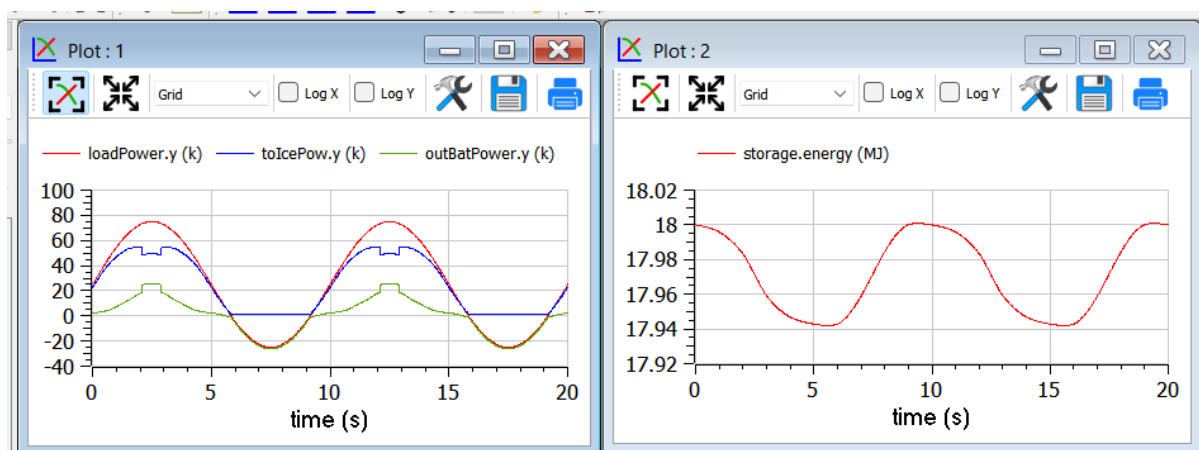 Plot : 1
Grid
Log X
Log Y
loadPower.y (k) toIcePow.y (k) outBatPower.y (k)
100
80
60
40
20
0
-20
-40
0 5 10 15 20
time (s)
Plot : 2
Grid
Log X
Log Y
storage.energy (MJ)
18.02
18
17.98
17.96
17.94
17.92
0 5 10 15 20
time (s)